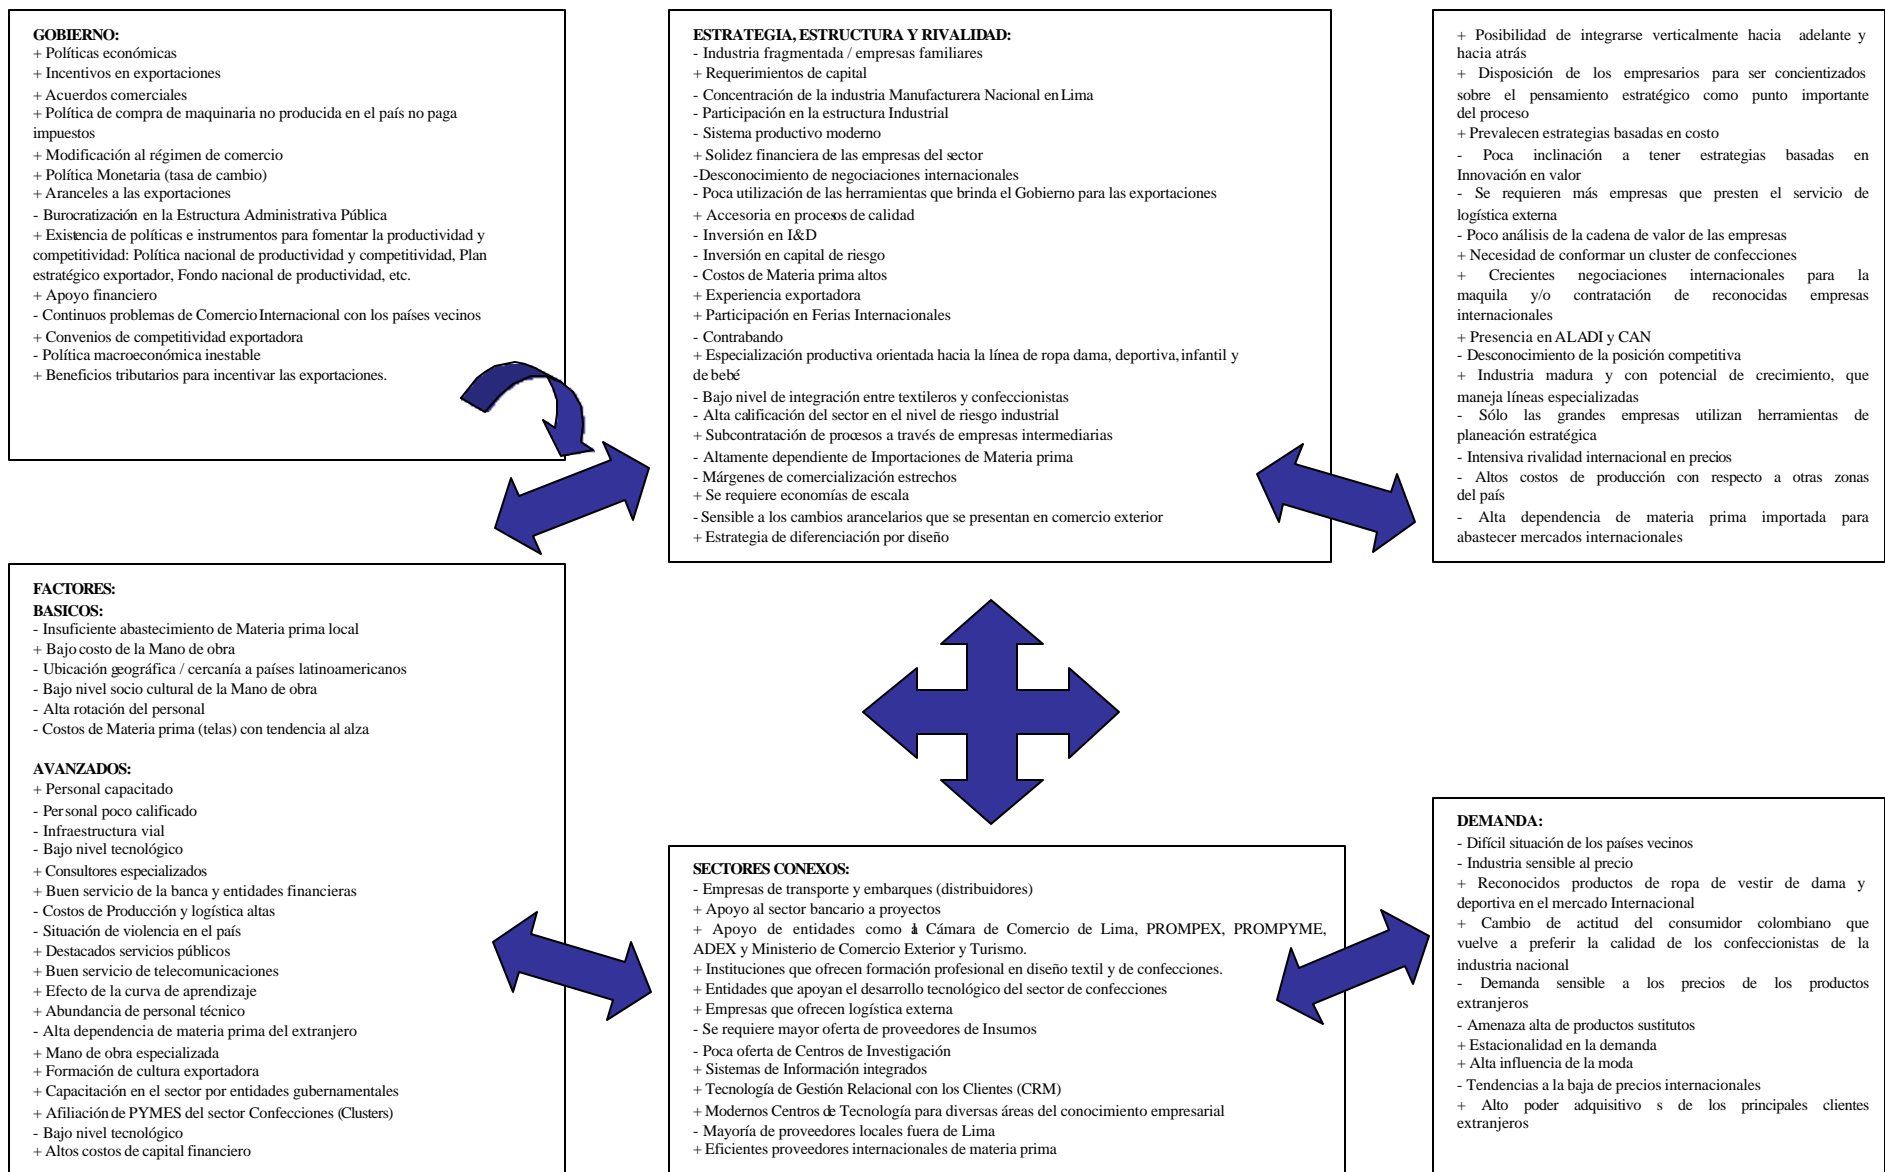 GOBIERNO:
+ Políticas económicas
+ Incentivos en exportaciones
+ Acuerdos comerciales
+ Política de compra de maquinaria no producida en el país no paga
impuestos
+ Modificación al régimen de comercio
+ Política Monetaria (tasa de cambio)
+ Aranceles a las exportaciones
- Burocratización en la Estructura Administrativa Pública
+ Existencia de políticas e instrumentos para fomentar la productividad y
competitividad: Política nacional de productividad y competitividad, Plan
estratégico exportador, Fondo nacional de productividad, etc.
+ Apoyo financiero
- Continuos problemas de Comercio Internacional con los países vecinos
+ Convenios de competitividad exportadora
- Política macroeconómica inestable
+ Beneficios tributarios para incentivar las exportaciones.
ESTRATEGIA, ESTRUCTURA Y RIVALIDAD:
- Industria fragmentada / empresas familiares
+ Requerimientos de capital
- Concentración de la industria Manufacturera Nacional en Lima
- Participación en la estructura Industrial
- Sistema productivo moderno
+ Solidez financiera de las empresas del sector
-Desconocimiento de negociaciones internacionales
- Poca utilización de las herramientas que brinda el Gobierno para las exportaciones
+ Accesoria en procesos de calidad
- Inversión en I&D
- Inversión en capital de riesgo
- Costos de Materia prima altos
+ Experiencia exportadora
+ Participación en Ferias Internacionales
- Contrabando
+ Especialización productiva orientada hacia la línea de ropa dama, deportiva, infantil y
de bebé
- Bajo nivel de integración entre textileros y confeccionistas
- Alta calificación del sector en el nivel de riesgo industrial
+ Subcontratación de procesos a través de empresas intermediarias
- Altamente dependiente de Importaciones de Materia prima
- Márgenes de comercialización estrechos
+ Se requiere economías de escala
- Sensible a los cambios arancelarios que se presentan en comercio exterior
+ Estrategia de diferenciación por diseño
+ Posibilidad de integrarse verticalmente hacia adelante y
hacia atrás
+ Disposición de los empresarios para ser concientizados
sobre el pensamiento estratégico como punto importante
del proceso
+ Prevalecen estrategias basadas en costo
- Poca inclinación a tener estrategias basadas en
Innovación en valor
- Se requieren más empresas que presten el servicio de
logística externa
- Poco análisis de la cadena de valor de las empresas
+ Necesidad de conformar un cluster de confecciones
+ Crecientes negociaciones internacionales para la
maquila y/o contratación de reconocidas empresas
internacionales
+ Presencia en ALADI y CAN
- Desconocimiento de la posición competitiva
+ Industria madura y con potencial de crecimiento, que
maneja líneas especializadas
- Sólo las grandes empresas utilizan herramientas de
planeación estratégica
- Intensiva rivalidad internacional en precios
- Altos costos de producción con respecto a otras zonas
del país
- Alta dependencia de materia prima importada para
abastecer mercados internacionales
FACTORES:
BASICOS:
- Insuficiente abastecimiento de Materia prima local
+ Bajo costo de la Mano de obra
- Ubicación geográfica / cercanía a países latinoamericanos
- Bajo nivel socio cultural de la Mano de obra
- Alta rotación del personal
- Costos de Materia prima (telas) con tendencia al alza
AVANZADOS:
+ Personal capacitado
- Personal poco calificado
- Infraestructura vial
- Bajo nivel tecnológico
+ Consultores especializados
+ Buen servicio de la banca y entidades financieras
- Costos de Producción y logística altas
- Situación de violencia en el país
+ Destacados servicios públicos
+ Buen servicio de telecomunicaciones
+ Efecto de la curva de aprendizaje
+ Abundancia de personal técnico
- Alta dependencia de materia prima del extranjero
+ Mano de obra especializada
+ Formación de cultura exportadora
+ Capacitación en el sector por entidades gubernamentales
+ Afiliación de PYMES del sector Confecciones (Clusters)
- Bajo nivel tecnológico
+ Altos costos de capital financiero
SECTORES CONEXOS:
- Empresas de transporte y embarques (distribuidores)
+ Apoyo al sector bancario a proyectos
+ Apoyo de entidades como la Cámara de Comercio de Lima, PROMPEX, PROMPYME,
ADEX y Ministerio de Comercio Exterior y Turismo.
+ Instituciones que ofrecen formación profesional en diseño textil y de confecciones.
+ Entidades que apoyan el desarrollo tecnológico del sector de confecciones
+ Empresas que ofrecen logística externa
- Se requiere mayor oferta de proveedores de Insumos
- Poca oferta de Centros de Investigación
+ Sistemas de Información integrados
+ Tecnología de Gestión Relacional con los Clientes (CRM)
+ Modernos Centros de Tecnología para diversas áreas del conocimiento empresarial
- Mayoría de proveedores locales fuera de Lima
+ Eficientes proveedores internacionales de materia prima
DEMANDA:
- Difícil situación de los países vecinos
- Industria sensible al precio
+ Reconocidos productos de ropa de vestir de dama y
deportiva en el mercado Internacional
+ Cambio de actitud del consumidor colombiano que
vuelve a preferir la calidad de los confeccionistas de la
industria nacional
- Demanda sensible a los precios de los productos
extranjeros
- Amenaza alta de productos sustitutos
+ Estacionalidad en la demanda
+ Alta influencia de la moda
- Tendencias a la baja de precios internacionales
+ Alto poder adquisitivo s de los principales clientes
extranjeros